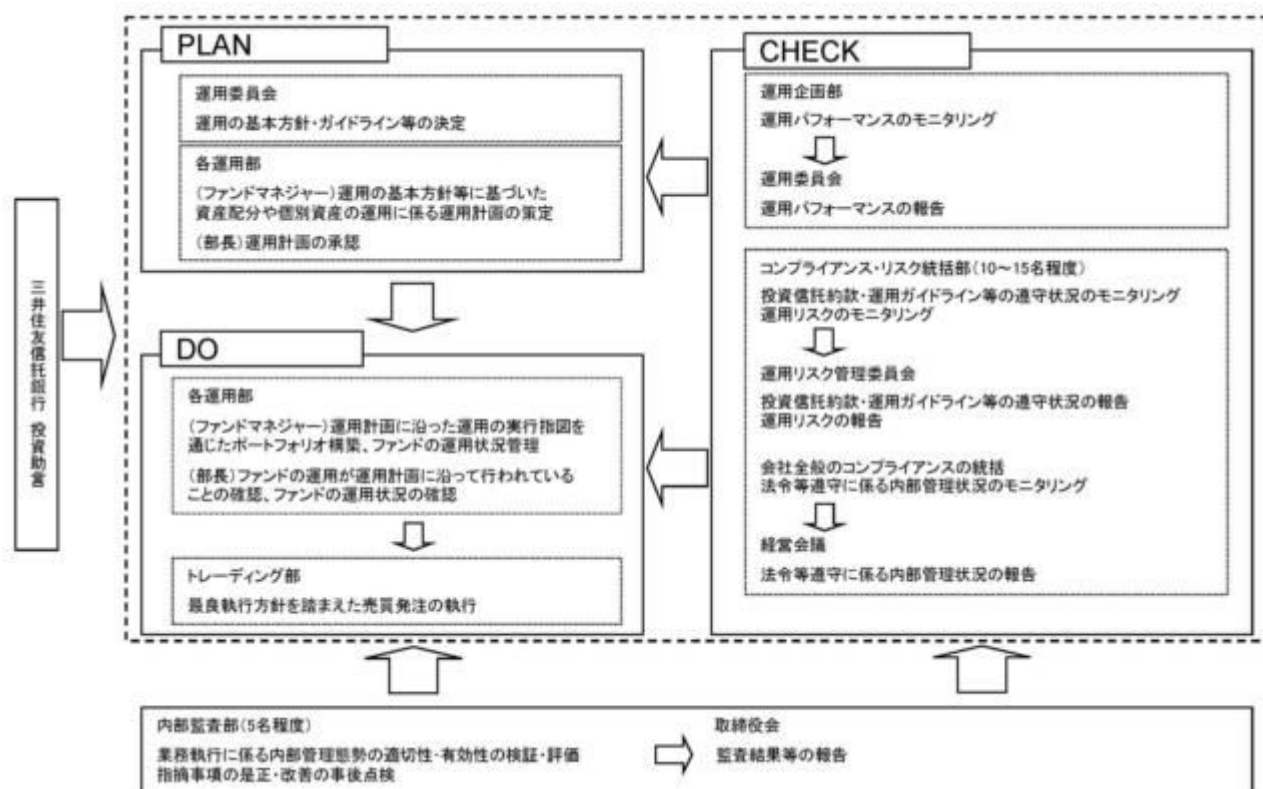 三井住友信託銀行 投資助言
PLAN
運用委員会
運用の基本方針・ガイドライン等の決定
各運用部
(ファンドマネジャー)運用の基本方針等に基づいた
資産配分や個別資産の運用に係る運用計画の策定
(部長)運用計画の承認
DO
各運用部
(ファンドマネジャー)運用計画に沿った運用の実行指図を
通じたポートフォリオ構築、ファンドの運用状況管理
(部長)ファンドの運用が運用計画に沿って行われている
ことの確認、ファンドの運用状況の確認
トレーディング部
最良執行方針を踏まえた売買発注の執行
CHECK
運用企画部
運用パフォーマンスのモニタリング
運用委員会
運用パフォーマンスの報告
コンプライアンス・リスク統括部(10～15名程度)
投資信託約款・運用ガイドライン等の遵守状況のモニタリング
運用リスクのモニタリング
運用リスク管理委員会
投資信託約款・運用ガイドライン等の遵守状況の報告
運用リスクの報告
会社全般のコンプライアンスの統括
法令等遵守に係る内部管理状況のモニタリング
経営会議
法令等遵守に係る内部管理状況の報告
内部監査部(5名程度)
業務執行に係る内部管理態勢の適切性・有効性の検証・評価
指摘事項の是正・改善の事後点検
取締役会
監査結果等の報告